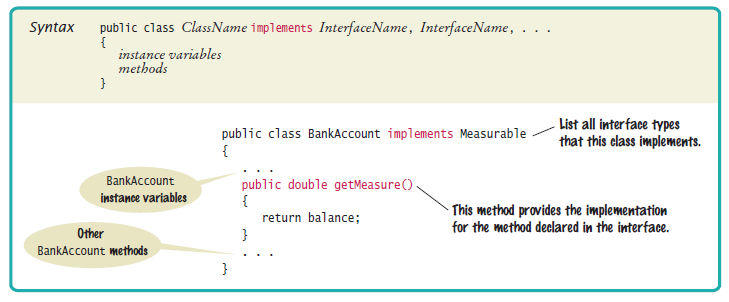 Syntax public class ClassName implements InterfaceName, InterfaceName, . . .
{
instance variables
methods
}
public class BankAccount implements Measurable
List all interface types
that this class implements.
{
. . .
BankAccount
instance variables
public double getMeasure()
{
return balance;
}
This method provides the implementation
for the method declared in the interface.
Other
BankAccount methods
. . .
}